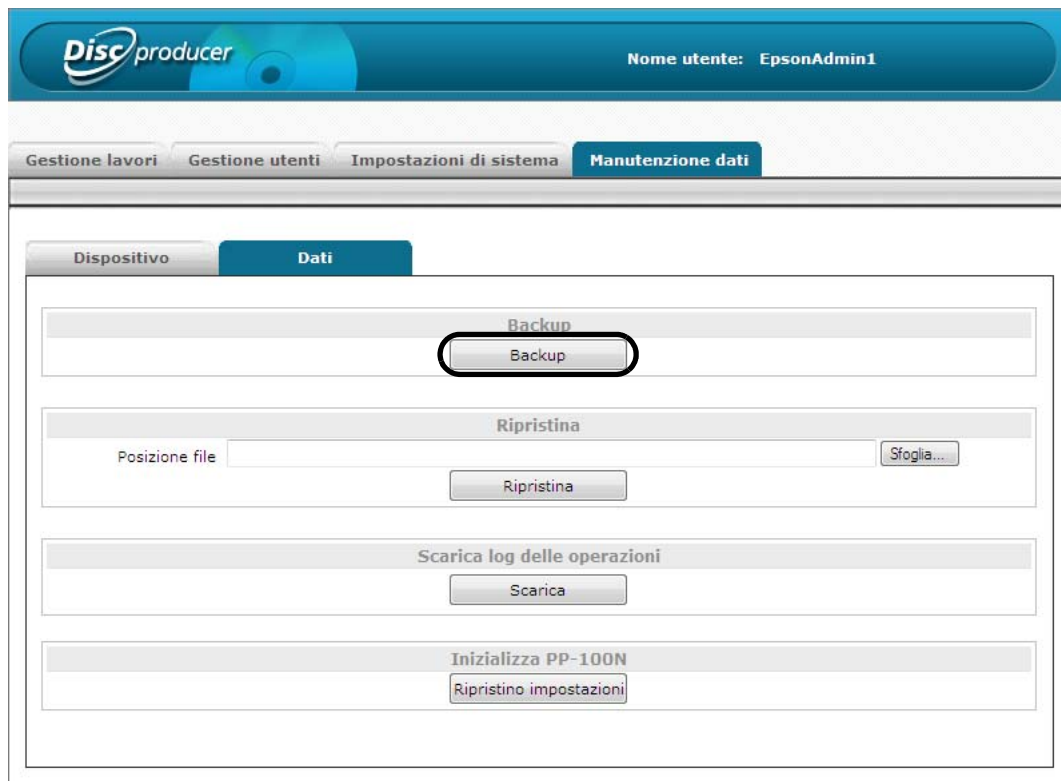 Disc producer
Nome utente: EpsonAdmin1
Gestione lavori Gestione utenti Impostazioni di sistema Manutenzione dati
Dispositivo Dati
Backup
Backup
Ripristina
Posizione file Sfoglia...
Ripristina
Scarica log delle operazioni
Scarica
Inizializza PP-100N
Ripristino impostazioni